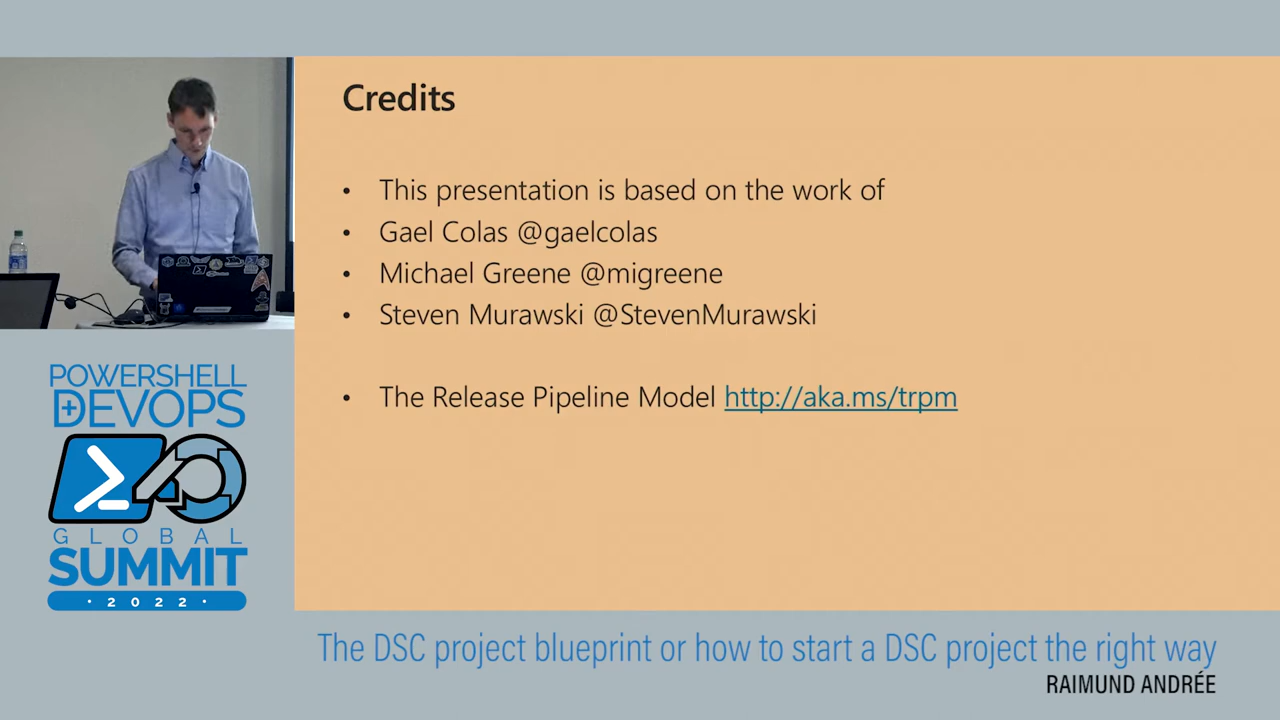 Credits
• This presentation is based on the work of
• Gael Colas @gaelcolas
• Michael Greene @migreene
• Steven Murawski @StevenMurawski
• The Release Pipeline Model http://aka.ms/trpm
POWERSHELL
+DEVOPS
GLOBAL
SUMMIT
· 2022 ·
The DSC project blueprint or how to start a DSC project the right way
RAIMUND ANDRÉE